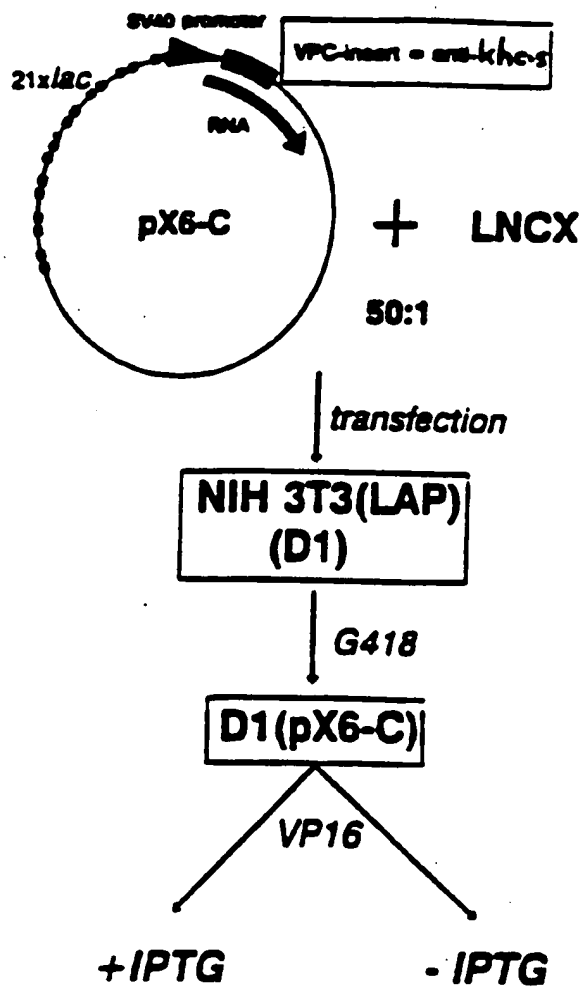 SV40 promoter
VPC-insert = anti-khc-s
21xlac
RNA
pX6-C
+
LNCX
50:1
transfection
NIH 3T3(LAP)
(D1)
G418
D1(pX6-C)
VP16
+IPTG
- IPTG